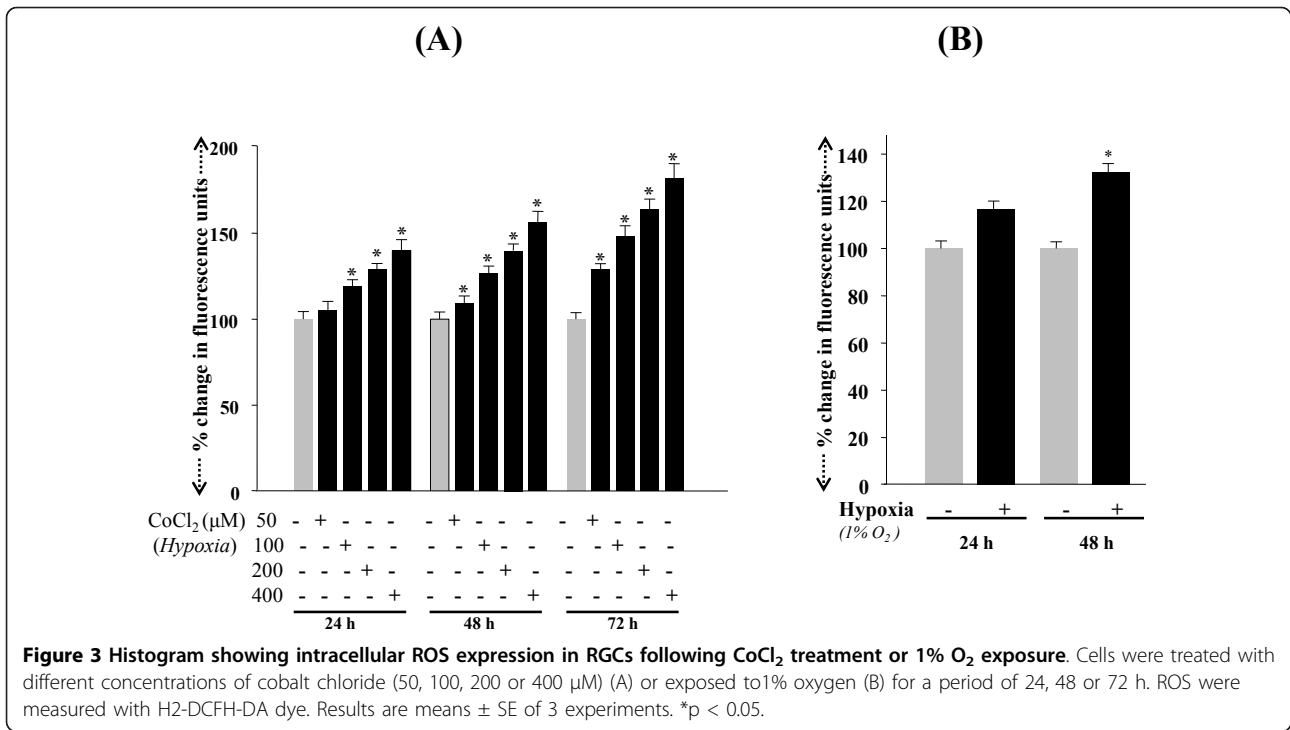 (A)
(B)
<..... % change in fluorescence units .....>
200
150
100
50
0
* * *
* * * *
* * * *
CoCl₂ (μM) 50 - + - - - - + - - - - + - - -
(Hypoxia) 100 - - + - - - - + - - - - + - -
200 - - - + - - - - + - - - - + -
400 - - - - + - - - - + - - - - +
24 h 48 h 72 h
<..... % change in fluorescence units .....>
140
120
100
80
60
40
20
0
*
Hypoxia - + - +
(1% O₂)
24 h 48 h
Figure 3 Histogram showing intracellular ROS expression in RGCs following CoCl₂ treatment or 1% O₂ exposure. Cells were treated with
different concentrations of cobalt chloride (50, 100, 200 or 400 μM) (A) or exposed to1% oxygen (B) for a period of 24, 48 or 72 h. ROS were
measured with H2-DCFH-DA dye. Results are means ± SE of 3 experiments. *p < 0.05.